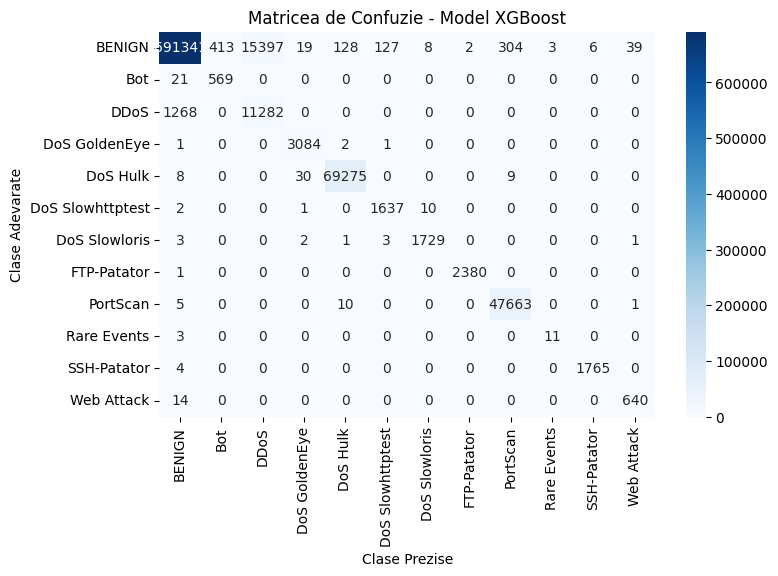 Matricea de Confuzie - Model XGBoost
BENIGN 413 15397 19 128 127 8 2 304 3 6 39
Bot 21 569 0 0 0 0 0 0 0 0 0 0
DDoS 1268 0 11282 0 0 0 0 0 0 0 0 0
DoS GoldenEye 1 0 0 3084 2 1 0 0 0 0 0 0
DoS Hulk 8 0 0 30 69275 0 0 0 9 0 0 0
DoS Slowhttptest 2 0 0 1 0 1637 10 0 0 0 0 0
DoS Slowloris 3 0 0 2 1 3 1729 0 0 0 0 1
FTP-Patator 1 0 0 0 0 0 0 2380 0 0 0 0
PortScan 5 0 0 0 10 0 0 0 47663 0 0 1
Rare Events 3 0 0 0 0 0 0 0 0 11 0 0
SSH-Patator 4 0 0 0 0 0 0 0 0 0 1765 0
Web Attack 14 0 0 0 0 0 0 0 0 0 0 640
Clase Adevarate
BENIGN
Bot
DDoS
DoS GoldenEye
DoS Hulk
DoS Slowhttptest
DoS Slowloris
FTP-Patator
PortScan
Rare Events
SSH-Patator
Web Attack
Clase Prezise
600000
500000
400000
300000
200000
100000
0